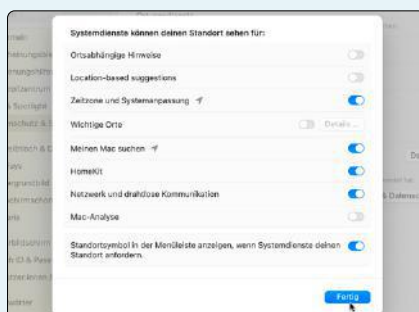 Systemdienste können deinen Standort sehen für:
Ortsabhängige Hinweise
Location-based suggestions
Zeitzone und Systemanpassung
Wichtige Orte
Details ...
Meinen Mac suchen
HomeKit
Netzwerk und drahtlose Kommunikation
Mac-Analyse
Standortsymbol in der Menüleiste anzeigen, wenn Systemdienste deinen
Standort anfordern.
Fertig